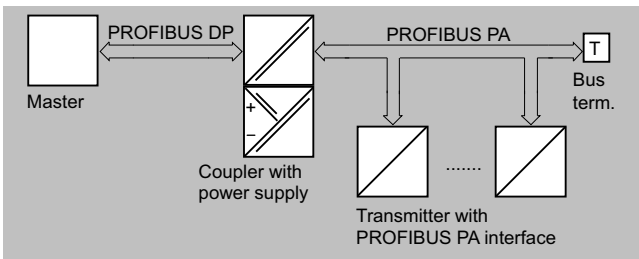 PROFIBUS DP
PROFIBUS PA
T
Master
Bus
term.
+
−
Coupler with
power supply
.......
Transmitter with
PROFIBUS PA interface